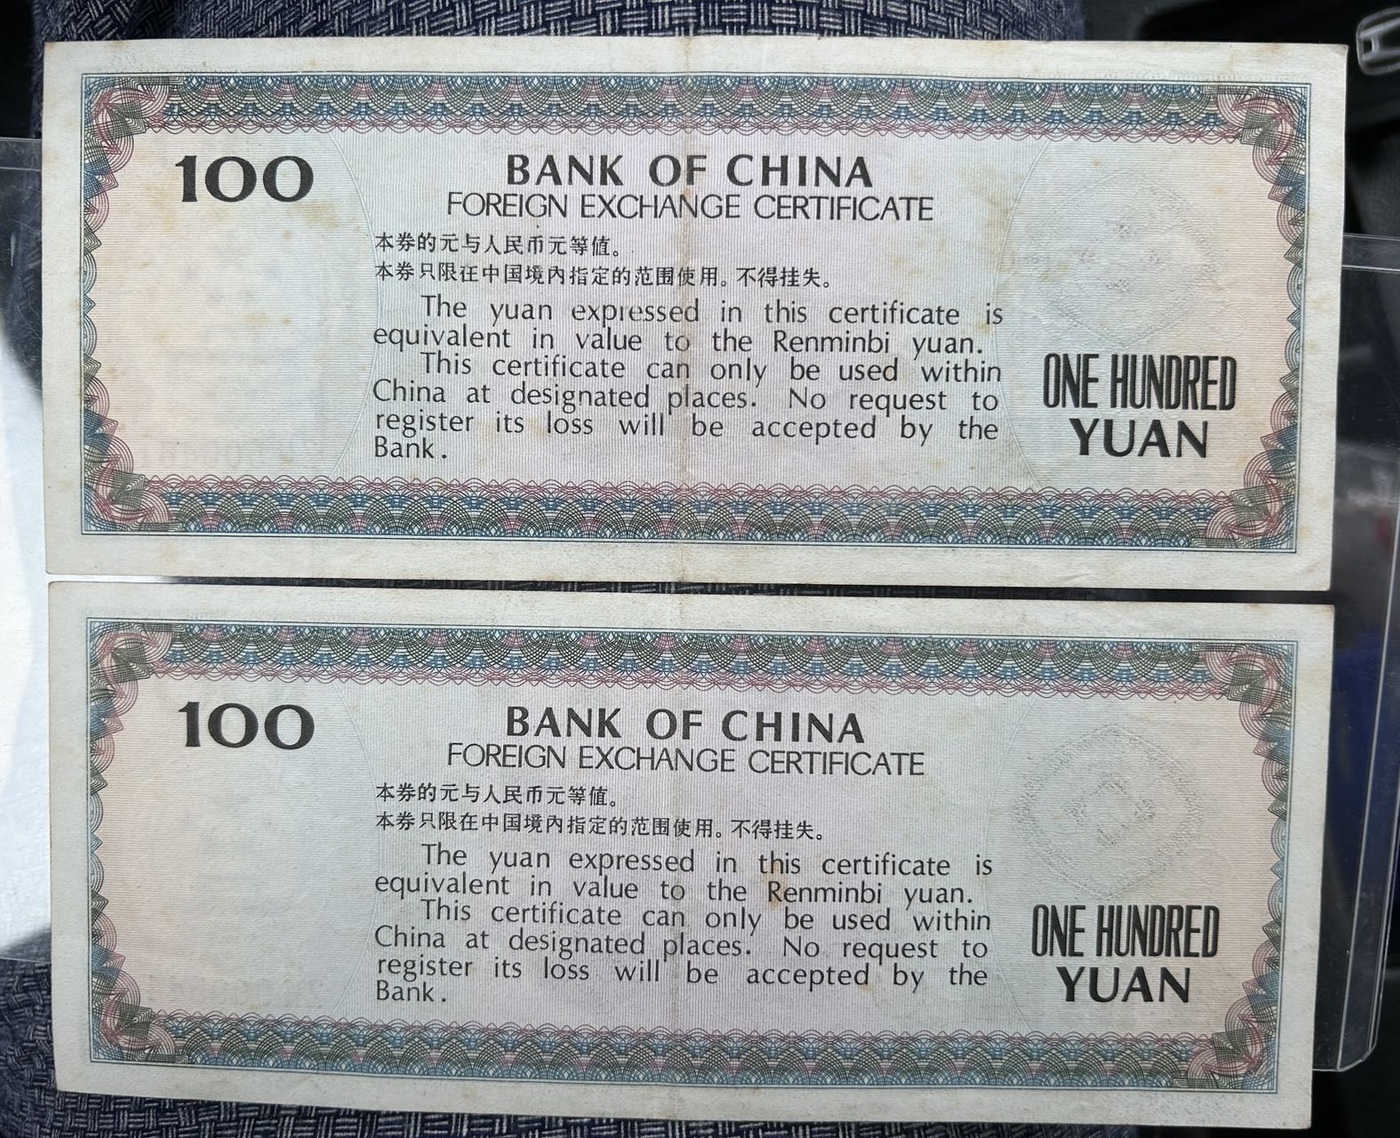 100
BANK OF CHINA
FOREIGN EXCHANGE CERTIFICATE
本券的元与人民币元等值。
本券只限在中国境内指定的范围使用。不得挂失。
The yuan expressed in this certificate is
equivalent in value to the Renminbi yuan.
This certificate can only be used within
China at designated places. No request to
register its loss will be accepted by the
Bank.
ONE HUNDRED
YUAN
100
BANK OF CHINA
FOREIGN EXCHANGE CERTIFICATE
本券的元与人民币元等值。
本券只限在中国境内指定的范围使用。不得挂失。
The yuan expressed in this certificate is
equivalent in value to the Renminbi yuan.
This certificate can only be used within
China at designated places. No request to
register its loss will be accepted by the
Bank.
ONE HUNDRED
YUAN